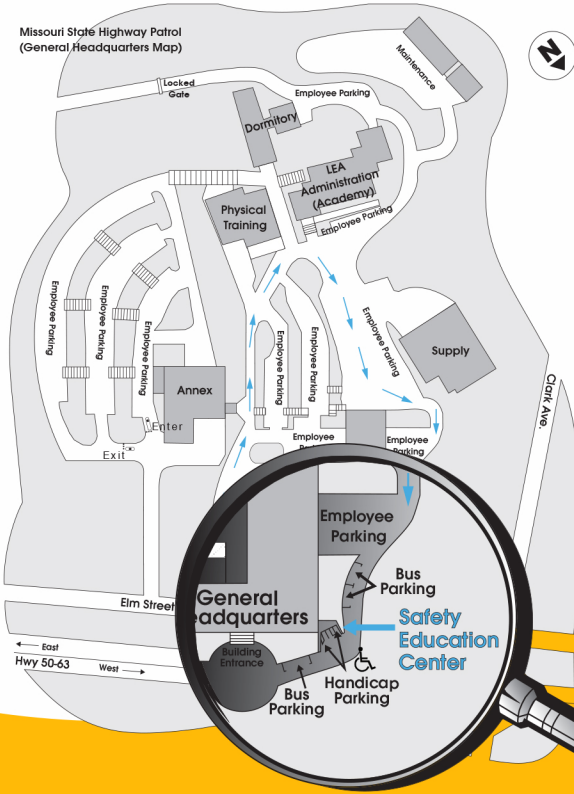 Missouri State Highway Patrol
(General Headquarters Map)
N
Maintenance
Locked
Gate
Employee Parking
Dormitory
LEA
Administration
(Academy)
Physical
Training
Employee Parking
Employee Parking
Employee Parking
Employee Parking
Employee Parking
Employee Parking
Employee
Parking
Supply
Annex
Clark Ave.
Enter
Exit
Employee
Employee
Parking
Employee
Parking
Bus
Parking
Elm Street
General
eadquarters
Safety
Education
Center
Building
Entrance
East
Hwy 50-63
West
Handicap
Parking
Bus
Parking